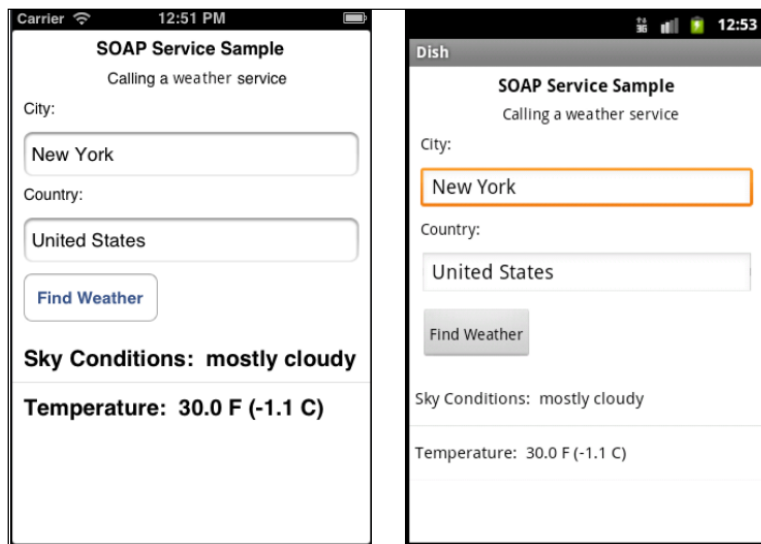 Carrier 12:51 PM
SOAP Service Sample
Calling a weather service
City:
New York
Country:
United States
Find Weather
Sky Conditions: mostly cloudy
Temperature: 30.0 F (-1.1 C)
3G 12:53
Dish
SOAP Service Sample
Calling a weather service
City:
New York
Country:
United States
Find Weather
Sky Conditions: mostly cloudy
Temperature: 30.0 F (-1.1 C)